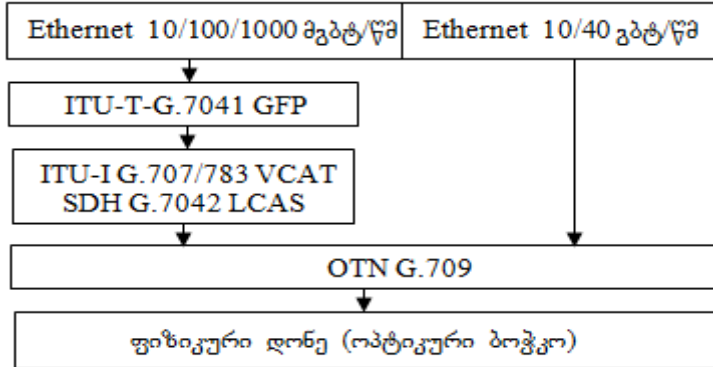 Ethernet 10/100/1000 მგბტ/წმ
Ethernet 10/40 გბტ/წმ
ITU-T-G.7041 GFP
ITU-I G.707/783 VCAT
SDH G.7042 LCAS
OTN G.709
ფიზიკური დონე (ოპტიკური ბოჭკო)